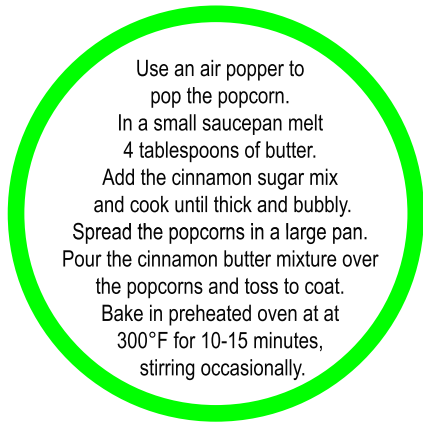 Use an air popper to
pop the popcorn.
In a small saucepan melt
4 tablespoons of butter.
Add the cinnamon sugar mix
and cook until thick and bubbly.
Spread the popcorns in a large pan.
Pour the cinnamon butter mixture over
the popcorns and toss to coat.
Bake in preheated oven at at
300°F for 10-15 minutes,
stirring occasionally.